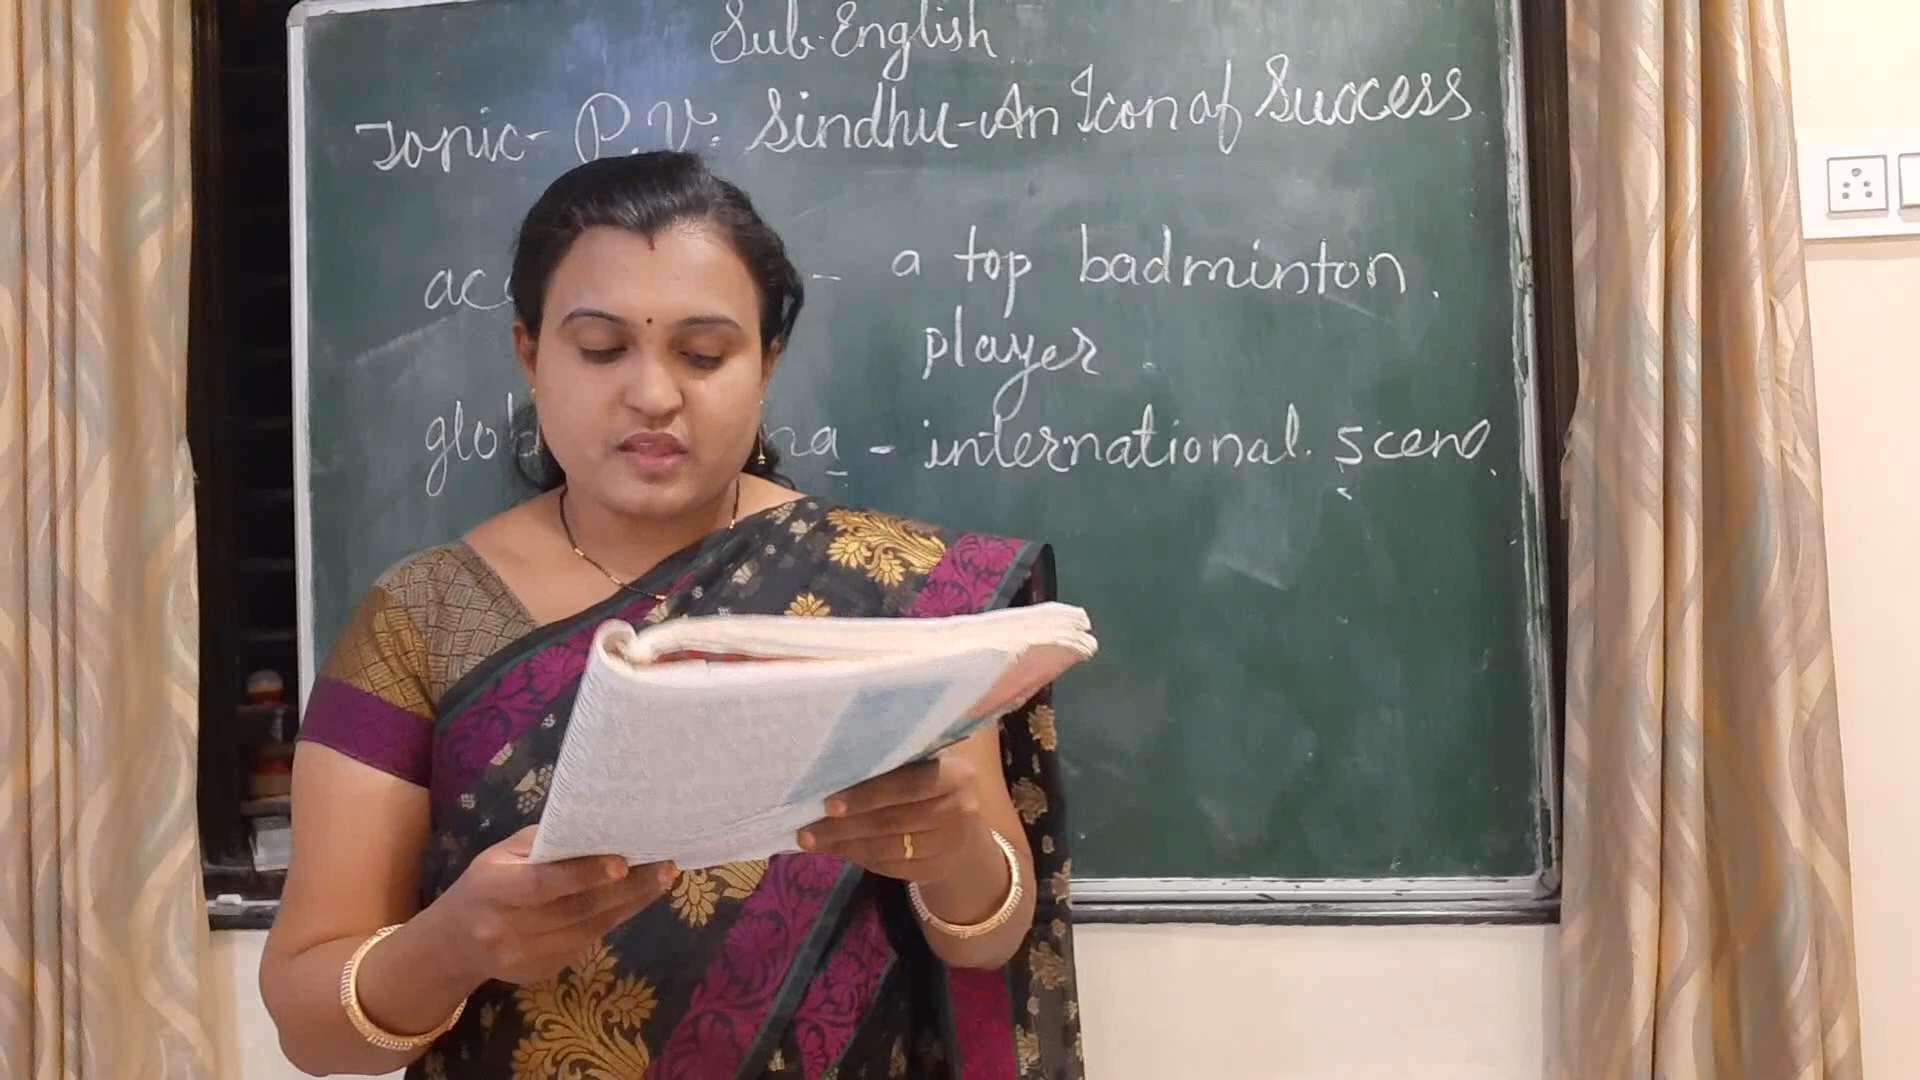 Sub. English
Topic - P. V. Sindhu - An Icon of Success
- a top badminton.
player
- international. scene.